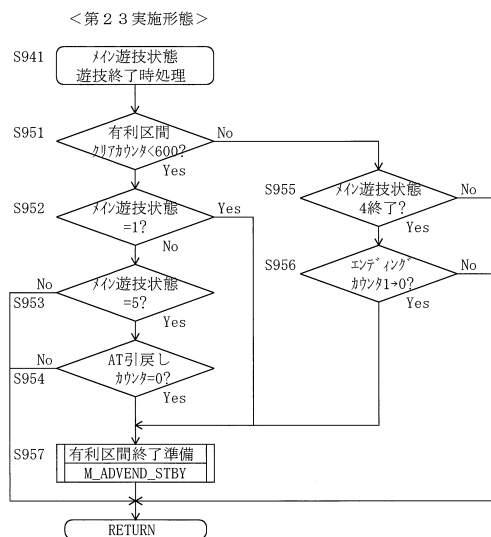 ＜第２３実施形態＞
S941
ﾒｲﾝ遊技状態
遊技終了時処理
S951
有利区間
ｸﾘｱｶｳﾝﾀ<600?
No
Yes
S952
ﾒｲﾝ遊技状態
=1?
Yes
No
S955
ﾒｲﾝ遊技状態
4終了?
No
Yes
S953
No
ﾒｲﾝ遊技状態
=5?
Yes
S956
ｴﾝﾃﾞｨﾝｸﾞ
ｶｳﾝﾀ1→0?
No
Yes
S954
No
AT引戻し
ｶｳﾝﾀ=0?
Yes
S957
有利区間終了準備
M_ADVEND_STBY
RETURN